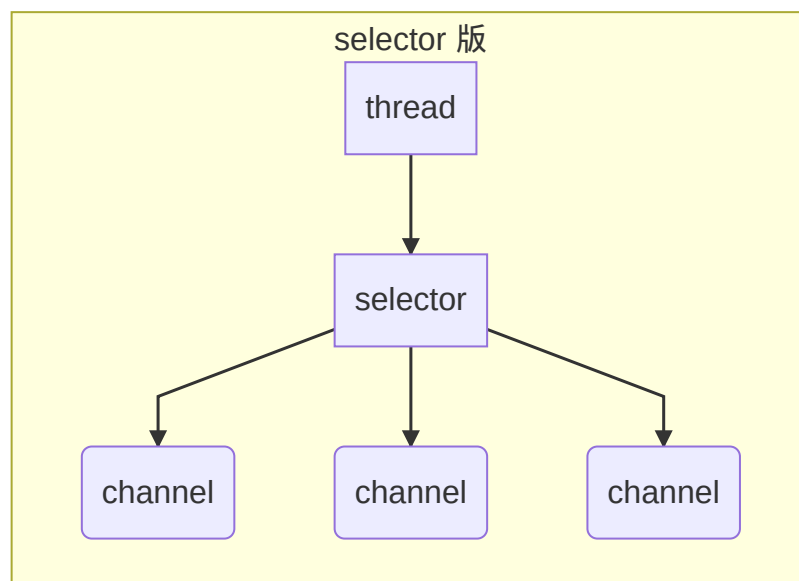 selector 版
thread
selector
channel
channel
channel